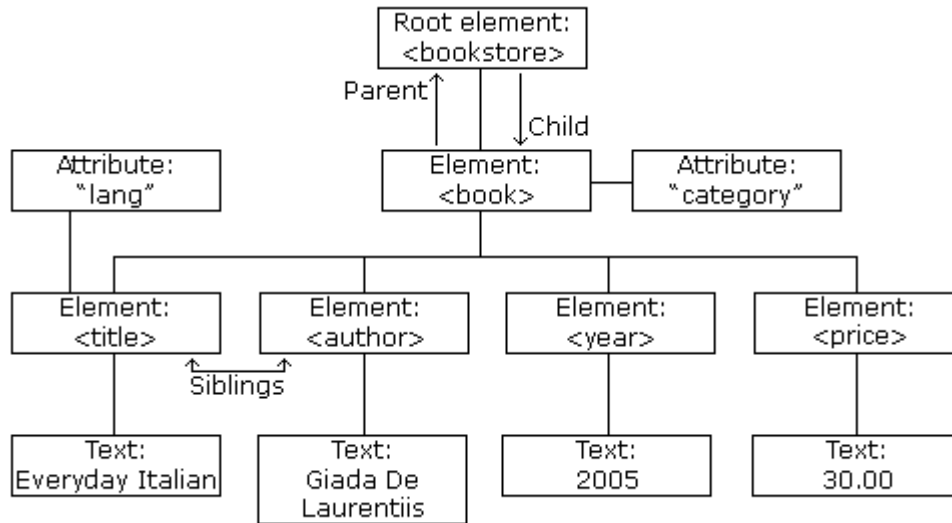 Root element:
<bookstore>
Parent
Child
Attribute:
"lang"
Element:
<book>
Attribute:
"category"
Element:
<title>
Element:
<author>
Element:
<year>
Element:
<price>
Siblings
Text:
Everyday Italian
Text:
Giada De
Laurentiis
Text:
2005
Text:
30.00